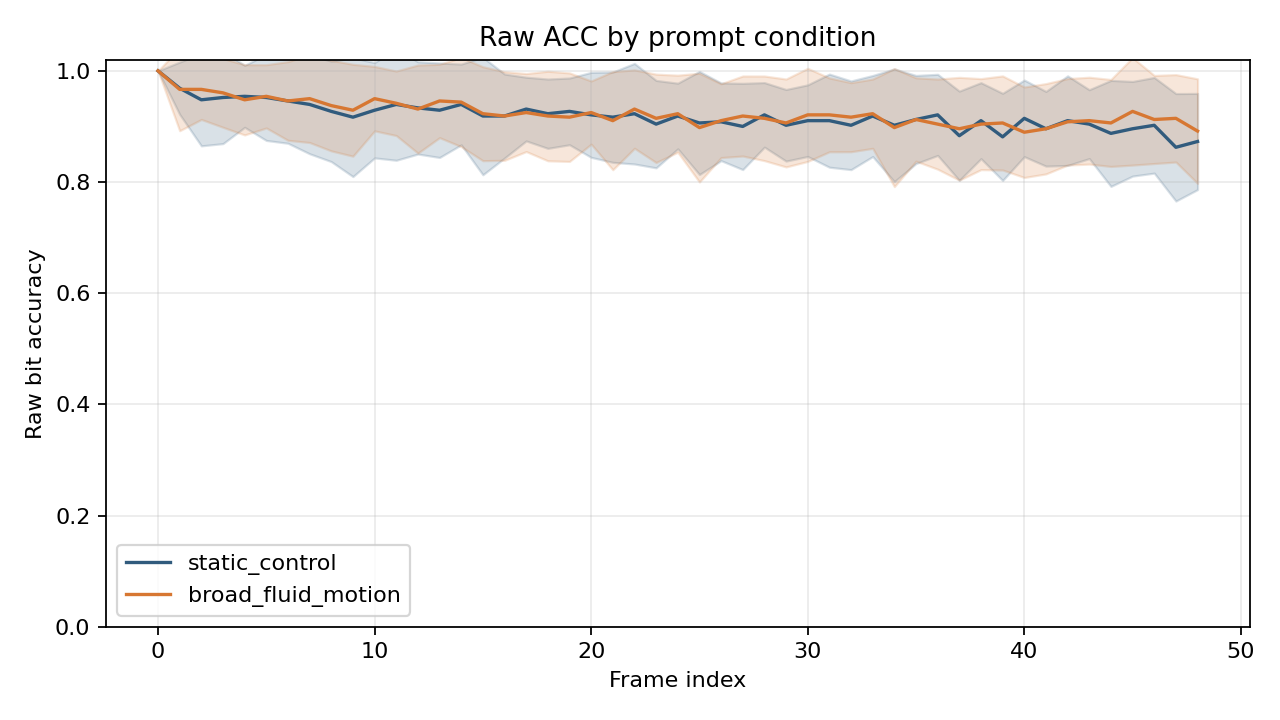 Raw ACC by prompt condition
1.0
0.8
0.6
0.4
0.2
0.0
Raw bit accuracy
static_control
broad_fluid_motion
0 10 20 30 40 50
Frame index